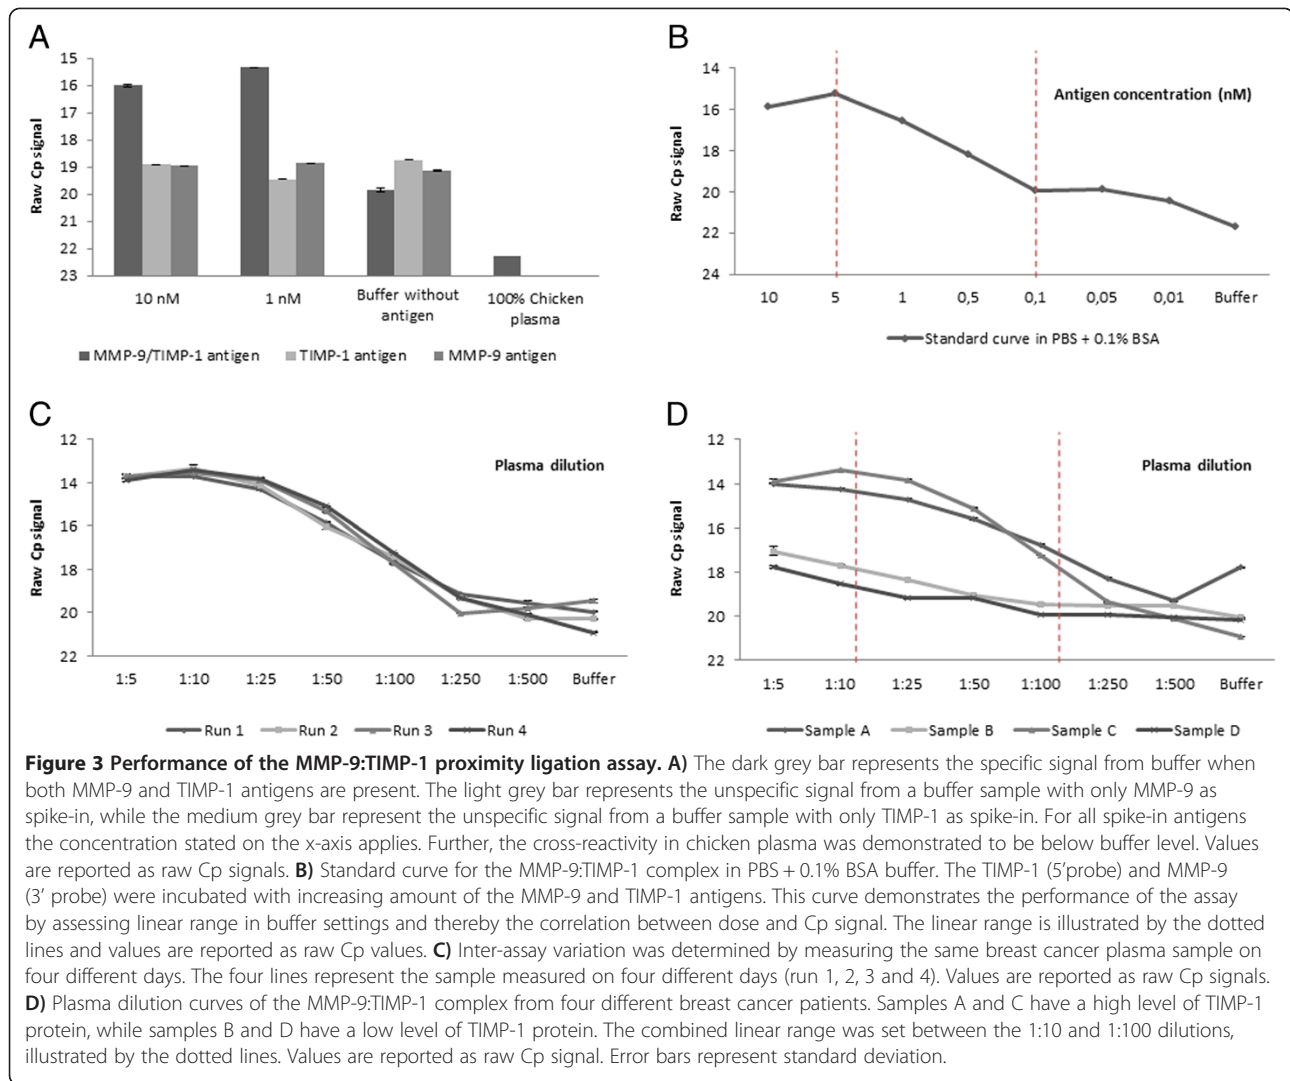 A
Raw Cp signal
15
16
17
18
19
20
21
22
23
10 nM
1 nM
Buffer without
antigen
100% Chicken
plasma
MMP-9/TIMP-1 antigen
TIMP-1 antigen
MMP-9 antigen
B
Raw Cp signal
14
16
18
20
22
24
Antigen concentration (nM)
10
5
1
0,5
0,1
0,05
0,01
Buffer
Standard curve in PBS + 0.1% BSA
C
Raw Cp signal
12
14
16
18
20
22
Plasma dilution
1:5
1:10
1:25
1:50
1:100
1:250
1:500
Buffer
Run 1
Run 2
Run 3
Run 4
D
Raw Cp signal
12
14
16
18
20
22
Plasma dilution
1:5
1:10
1:25
1:50
1:100
1:250
1:500
Buffer
Sample A
Sample B
Sample C
Sample D
Figure 3 Performance of the MMP-9:TIMP-1 proximity ligation assay. A) The dark grey bar represents the specific signal from buffer when
both MMP-9 and TIMP-1 antigens are present. The light grey bar represents the unspecific signal from a buffer sample with only MMP-9 as
spike-in, while the medium grey bar represent the unspecific signal from a buffer sample with only TIMP-1 as spike-in. For all spike-in antigens
the concentration stated on the x-axis applies. Further, the cross-reactivity in chicken plasma was demonstrated to be below buffer level. Values
are reported as raw Cp signals. B) Standard curve for the MMP-9:TIMP-1 complex in PBS + 0.1% BSA buffer. The TIMP-1 (5'probe) and MMP-9
(3' probe) were incubated with increasing amount of the MMP-9 and TIMP-1 antigens. This curve demonstrates the performance of the assay
by assessing linear range in buffer settings and thereby the correlation between dose and Cp signal. The linear range is illustrated by the dotted
lines and values are reported as raw Cp values. C) Inter-assay variation was determined by measuring the same breast cancer plasma sample on
four different days. The four lines represent the sample measured on four different days (run 1, 2, 3 and 4). Values are reported as raw Cp signals.
D) Plasma dilution curves of the MMP-9:TIMP-1 complex from four different breast cancer patients. Samples A and C have a high level of TIMP-1
protein, while samples B and D have a low level of TIMP-1 protein. The combined linear range was set between the 1:10 and 1:100 dilutions,
illustrated by the dotted lines. Values are reported as raw Cp signal. Error bars represent standard deviation.